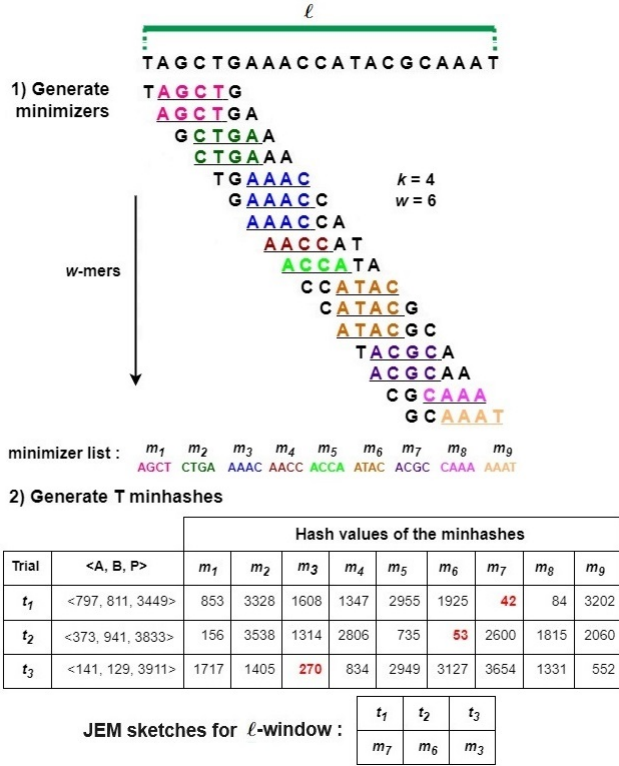 ℓ
TAGCTGAAACCATACGCAAAT
1) Generate minimizers
TAGCTG
AGCTGA
GCTGAA
CTGAAA
TGAAAC
k = 4
GAAACC
w = 6
AAACCA
AACCAT
ACCATA
w-mers
CCATAC
CATACG
ATACGC
TACGCA
ACGCAA
CGCAAA
GCAAAT
minimizer list : m1 m2 m3 m4 m5 m6 m7 m8 m9
AGCT CTGA AAAC AACC ACCA ATAC ACGC CAAA AAAT
2) Generate T minhashes
Hash values of the minhashes
Trial <A, B, P> m1 m2 m3 m4 m5 m6 m7 m8 m9
t1 <797, 811, 3449> 853 3328 1608 1347 2955 1925 42 84 3202
t2 <373, 941, 3833> 156 3538 1314 2806 735 53 2600 1815 2060
t3 <141, 129, 3911> 1717 1405 270 834 2949 3127 3654 1331 552
JEM sketches for ℓ-window :
t1 t2 t3
m7 m6 m3